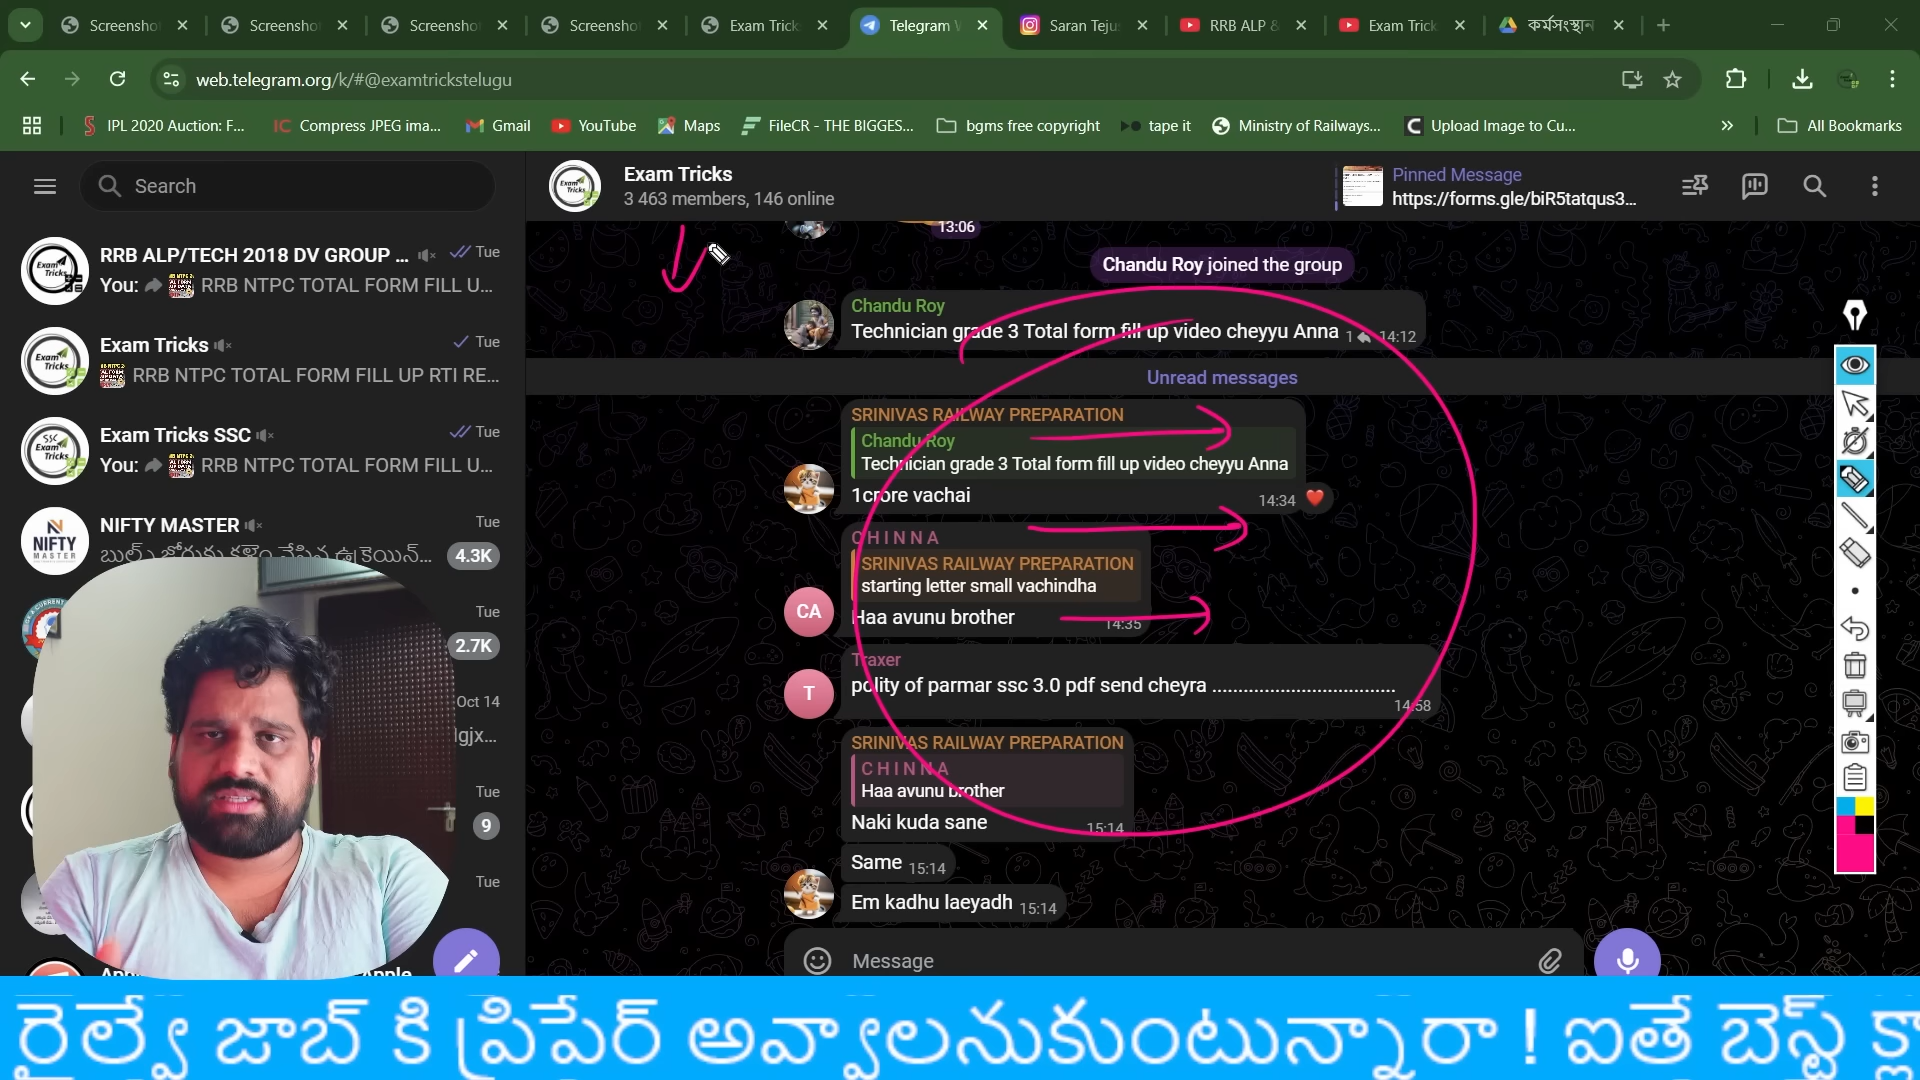 Screenshot
Screenshot
Screenshot
Screenshot
Exam Trick
Telegram
Saran Teju
RRB ALP &
Exam Trick
কর্মসংস্থান
web.telegram.org/k/#@examtrickstelugu
IPL 2020 Auction: F...
Compress JPEG ima...
Gmail
YouTube
Maps
FileCR - THE BIGGES...
bgms free copyright
tape it
Ministry of Railways...
Upload Image to Cu...
All Bookmarks
Search
RRB ALP/TECH 2018 DV GROUP ...
Tue
You: RRB NTPC TOTAL FORM FILL U...
Exam Tricks
Tue
RRB NTPC TOTAL FORM FILL UP RTI RE...
Exam Tricks SSC
Tue
You: RRB NTPC TOTAL FORM FILL U...
NIFTY MASTER
Tue
4.3K
Tue
2.7K
Oct 14
lgjx...
Tue
9
Tue
Exam Tricks
3 463 members, 146 online
Pinned Message
https://forms.gle/biR5tatqus3...
13:06
Chandu Roy joined the group
Chandu Roy
Technician grade 3 Total form fill up video cheyyu Anna 1 14:12
Unread messages
SRINIVAS RAILWAY PREPARATION
Chandu Roy
Technician grade 3 Total form fill up video cheyyu Anna
1crore vachai 14:34
CHINNA
SRINIVAS RAILWAY PREPARATION
starting letter small vachindha
CA
Haa avunu brother 14:35
Traxer
T
polity of parmar ssc 3.0 pdf send cheyra ...................................
14:58
SRINIVAS RAILWAY PREPARATION
CHINNA
Haa avunu brother
Naki kuda sane 15:14
Same 15:14
Em kadhu laeyadh 15:14
Message
రైల్వే జాబ్ కి ప్రిపేర్ అవ్వాలనుకుంటున్నారా ! ఐతే బెస్ట్ క్లా